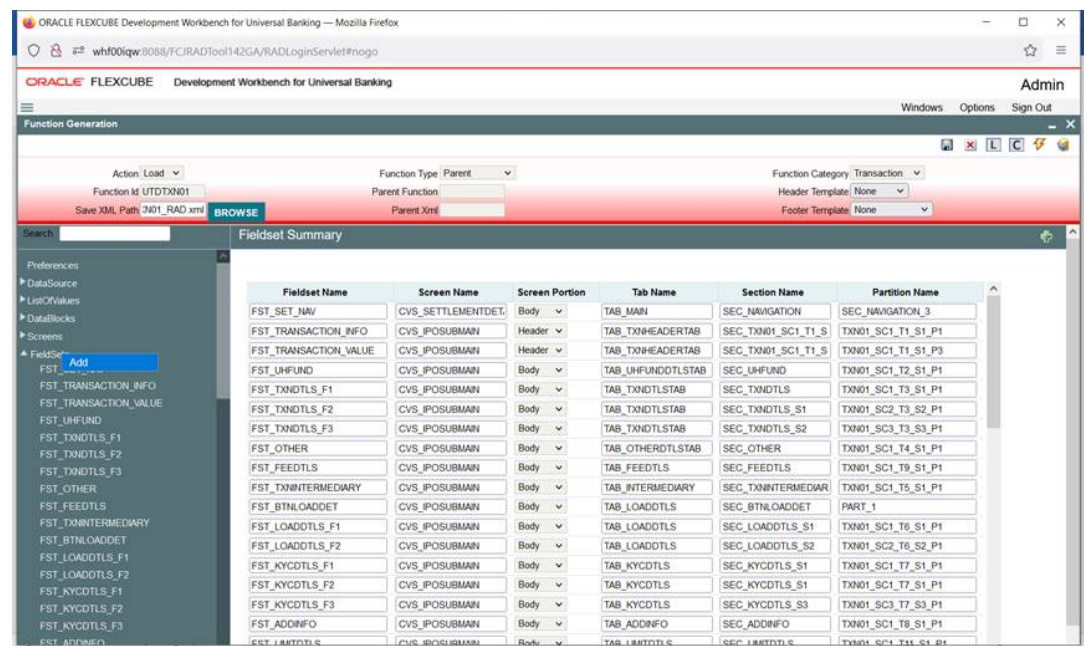 ORACLE FLEXCUBE Development Workbench for Universal Banking — Mozilla Firefox
whf00iqw:8088/FCJRADTool142GA/RADLoginServlet#nogo
ORACLE FLEXCUBE Development Workbench for Universal Banking Admin
Windows Options Sign Out
Function Generation
L C
Action Load Function Type Parent Function Category Transaction
Function Id UTDTXN01 Parent Function Header Template None
Save XML Path N01_RAD.xml BROWSE Parent Xml Footer Template None
Search Fieldset Summary
Preferences
DataSource
ListOfValues
DataBlocks
Screens
FieldSets
Add
FST_TRANSACTION_INFO
FST_TRANSACTION_VALUE
FST_UHFUND
FST_TXNDTLS_F1
FST_TXNDTLS_F2
FST_TXNDTLS_F3
FST_OTHER
FST_FEEDTLS
FST_TXNINTERMEDIARY
FST_BTNLOADDET
FST_LOADDTLS_F1
FST_LOADDTLS_F2
FST_KYCDTLS_F1
FST_KYCDTLS_F2
FST_KYCDTLS_F3
FST_ADDINFO
Fieldset Name Screen Name Screen Portion Tab Name Section Name Partition Name
FST_SET_NAV CVS_SETTLEMENTDET Body TAB_MAIN SEC_NAVIGATION SEC_NAVIGATION_3
FST_TRANSACTION_INFO CVS_IPOSUBMAIN Header TAB_TXNHEADERTAB SEC_TXN01_SC1_T1_S TXN01_SC1_T1_S1_P1
FST_TRANSACTION_VALUE CVS_IPOSUBMAIN Header TAB_TXNHEADERTAB SEC_TXN01_SC1_T1_S TXN01_SC1_T1_S1_P3
FST_UHFUND CVS_IPOSUBMAIN Body TAB_UHFUNDDTLSTAB SEC_UHFUND TXN01_SC1_T2_S1_P1
FST_TXNDTLS_F1 CVS_IPOSUBMAIN Body TAB_TXNDTLSTAB SEC_TXNDTLS TXN01_SC1_T3_S1_P1
FST_TXNDTLS_F2 CVS_IPOSUBMAIN Body TAB_TXNDTLSTAB SEC_TXNDTLS_S1 TXN01_SC2_T3_S2_P1
FST_TXNDTLS_F3 CVS_IPOSUBMAIN Body TAB_TXNDTLSTAB SEC_TXNDTLS_S2 TXN01_SC3_T3_S3_P1
FST_OTHER CVS_IPOSUBMAIN Body TAB_OTHERDTLSTAB SEC_OTHER TXN01_SC1_T4_S1_P1
FST_FEEDTLS CVS_IPOSUBMAIN Body TAB_FEEDTLS SEC_FEEDTLS TXN01_SC1_T9_S1_P1
FST_TXNINTERMEDIARY CVS_IPOSUBMAIN Body TAB_INTERMEDIARY SEC_TXNINTERMEDIAR TXN01_SC1_T5_S1_P1
FST_BTNLOADDET CVS_IPOSUBMAIN Body TAB_LOADDTLS SEC_BTNLOADDET PART_1
FST_LOADDTLS_F1 CVS_IPOSUBMAIN Body TAB_LOADDTLS SEC_LOADDTLS_S1 TXN01_SC1_T6_S1_P1
FST_LOADDTLS_F2 CVS_IPOSUBMAIN Body TAB_LOADDTLS SEC_LOADDTLS_S2 TXN01_SC2_T6_S2_P1
FST_KYCDTLS_F1 CVS_IPOSUBMAIN Body TAB_KYCDTLS SEC_KYCDTLS_S1 TXN01_SC1_T7_S1_P1
FST_KYCDTLS_F2 CVS_IPOSUBMAIN Body TAB_KYCDTLS SEC_KYCDTLS_S1 TXN01_SC1_T7_S1_P1
FST_KYCDTLS_F3 CVS_IPOSUBMAIN Body TAB_KYCDTLS SEC_KYCDTLS_S3 TXN01_SC3_T7_S3_P1
FST_ADDINFO CVS_IPOSUBMAIN Body TAB_ADDINFO SEC_ADDINFO TXN01_SC1_T8_S1_P1
FST_LIMITDTLS CVS_IPOSUBMAIN Body TAB_LIMITDTLS SEC_LIMITDTLS TXN01_SC1_T11_S1_P1